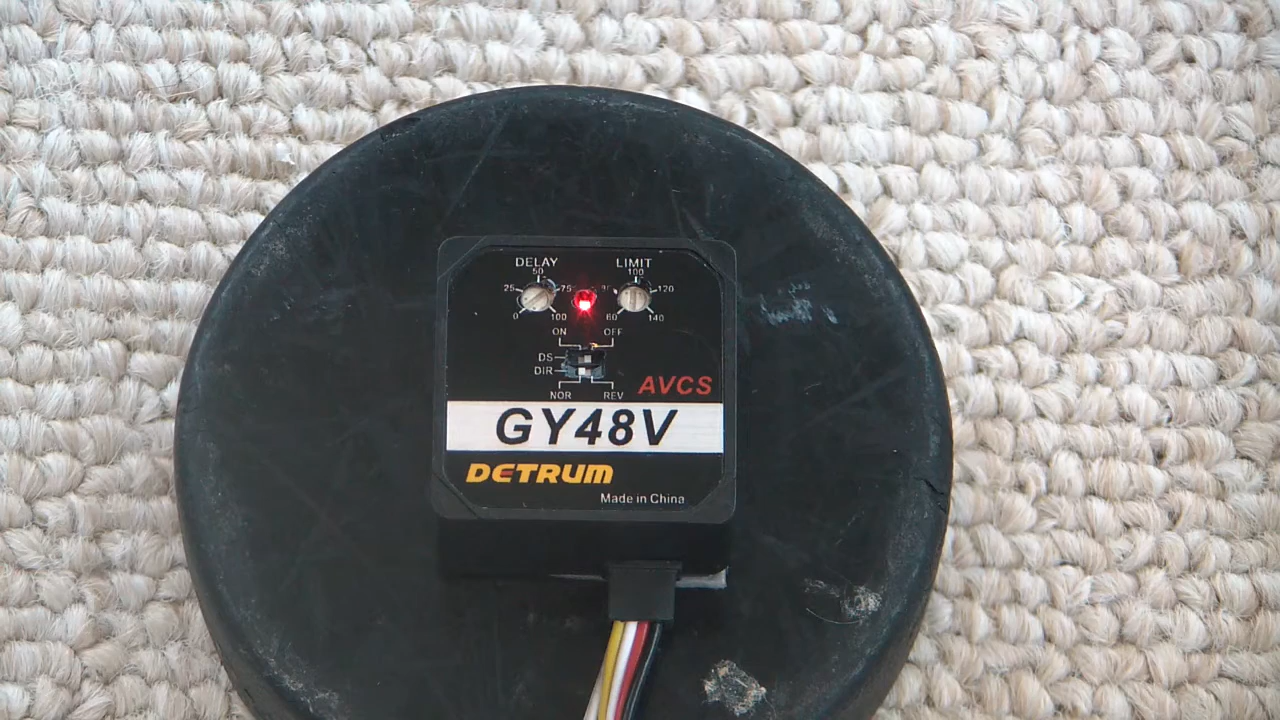 DELAY LIMIT
50 100
25 75 80 120
0 100 60 140
ON OFF
DS
DIR
AVCS
NOR REV
GY48V
DETRUM
Made in China